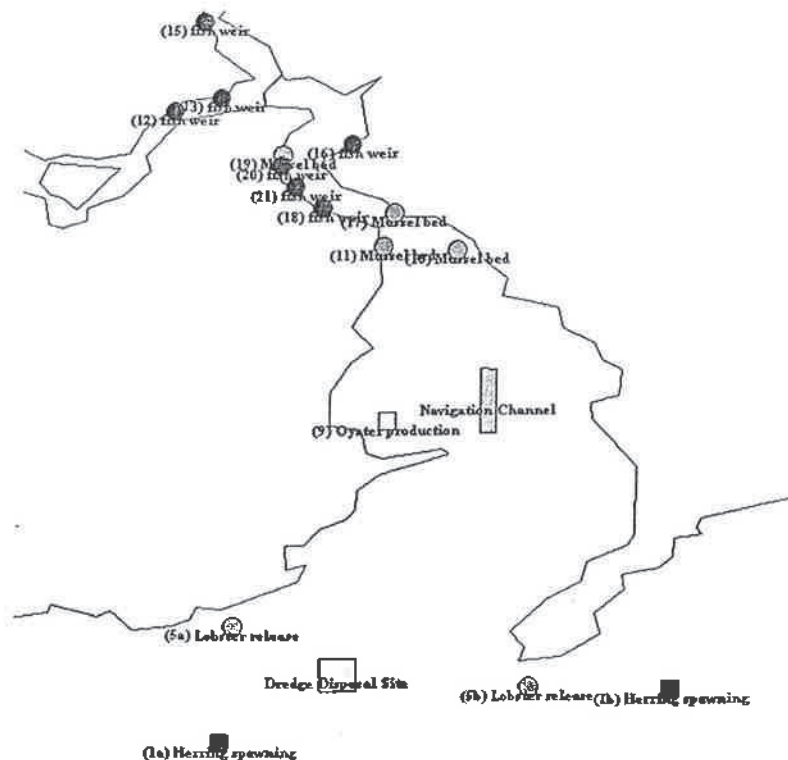 (15) fish weir
(13) fish weir
(12) fish weir
(16) fish weir
(19) Mussel bed
(20) fish weir
(21) fish weir
(18) fish weir
(17) Mussel bed
(11) Mussel bed
(10) Mussel bed
Navigation Channel
(9) Oyster production
(5a) Lobster release
Dredge Disposal Site
(5b) Lobster release
(1b) Herring spawning
(1a) Herring spawning